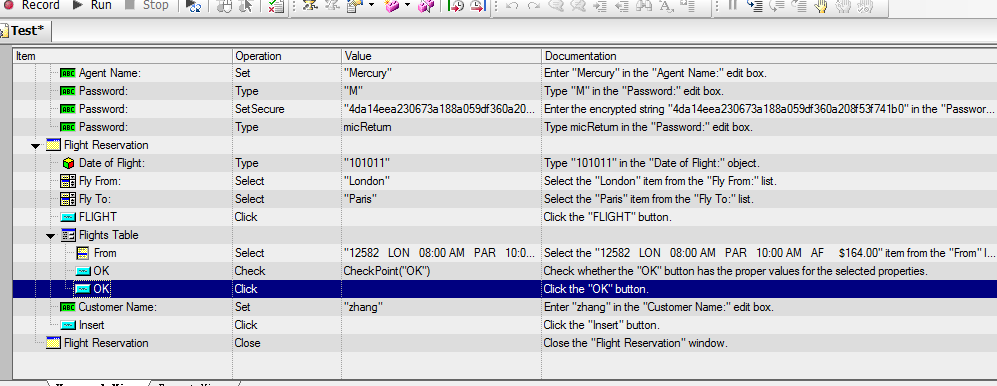 Record Run Stop
Test*
Item Operation Value Documentation
ABC Agent Name: Set "Mercury" Enter "Mercury" in the "Agent Name:" edit box.
ABC Password: Type "M" Type "M" in the "Password:" edit box.
ABC Password: SetSecure "4da14eea230673a188a059df360a20... Enter the encrypted string "4da14eea230673a188a059df360a208f53f741b0" in the "Passwor...
ABC Password: Type micReturn Type micReturn in the "Password:" edit box.
Flight Reservation
Date of Flight: Type "101011" Type "101011" in the "Date of Flight:" object.
Fly From: Select "London" Select the "London" item from the "Fly From:" list.
Fly To: Select "Paris" Select the "Paris" item from the "Fly To:" list.
FLIGHT Click Click the "FLIGHT" button.
Flights Table
From Select "12582 LON 08:00 AM PAR 10:0... Select the "12582 LON 08:00 AM PAR 10:00 AM AF $164.00" item from the "From" l...
OK Check CheckPoint("OK") Check whether the "OK" button has the proper values for the selected properties.
OK Click Click the "OK" button.
ABC Customer Name: Set "zhang" Enter "zhang" in the "Customer Name:" edit box.
Insert Click Click the "Insert" button.
Flight Reservation Close Close the "Flight Reservation" window.